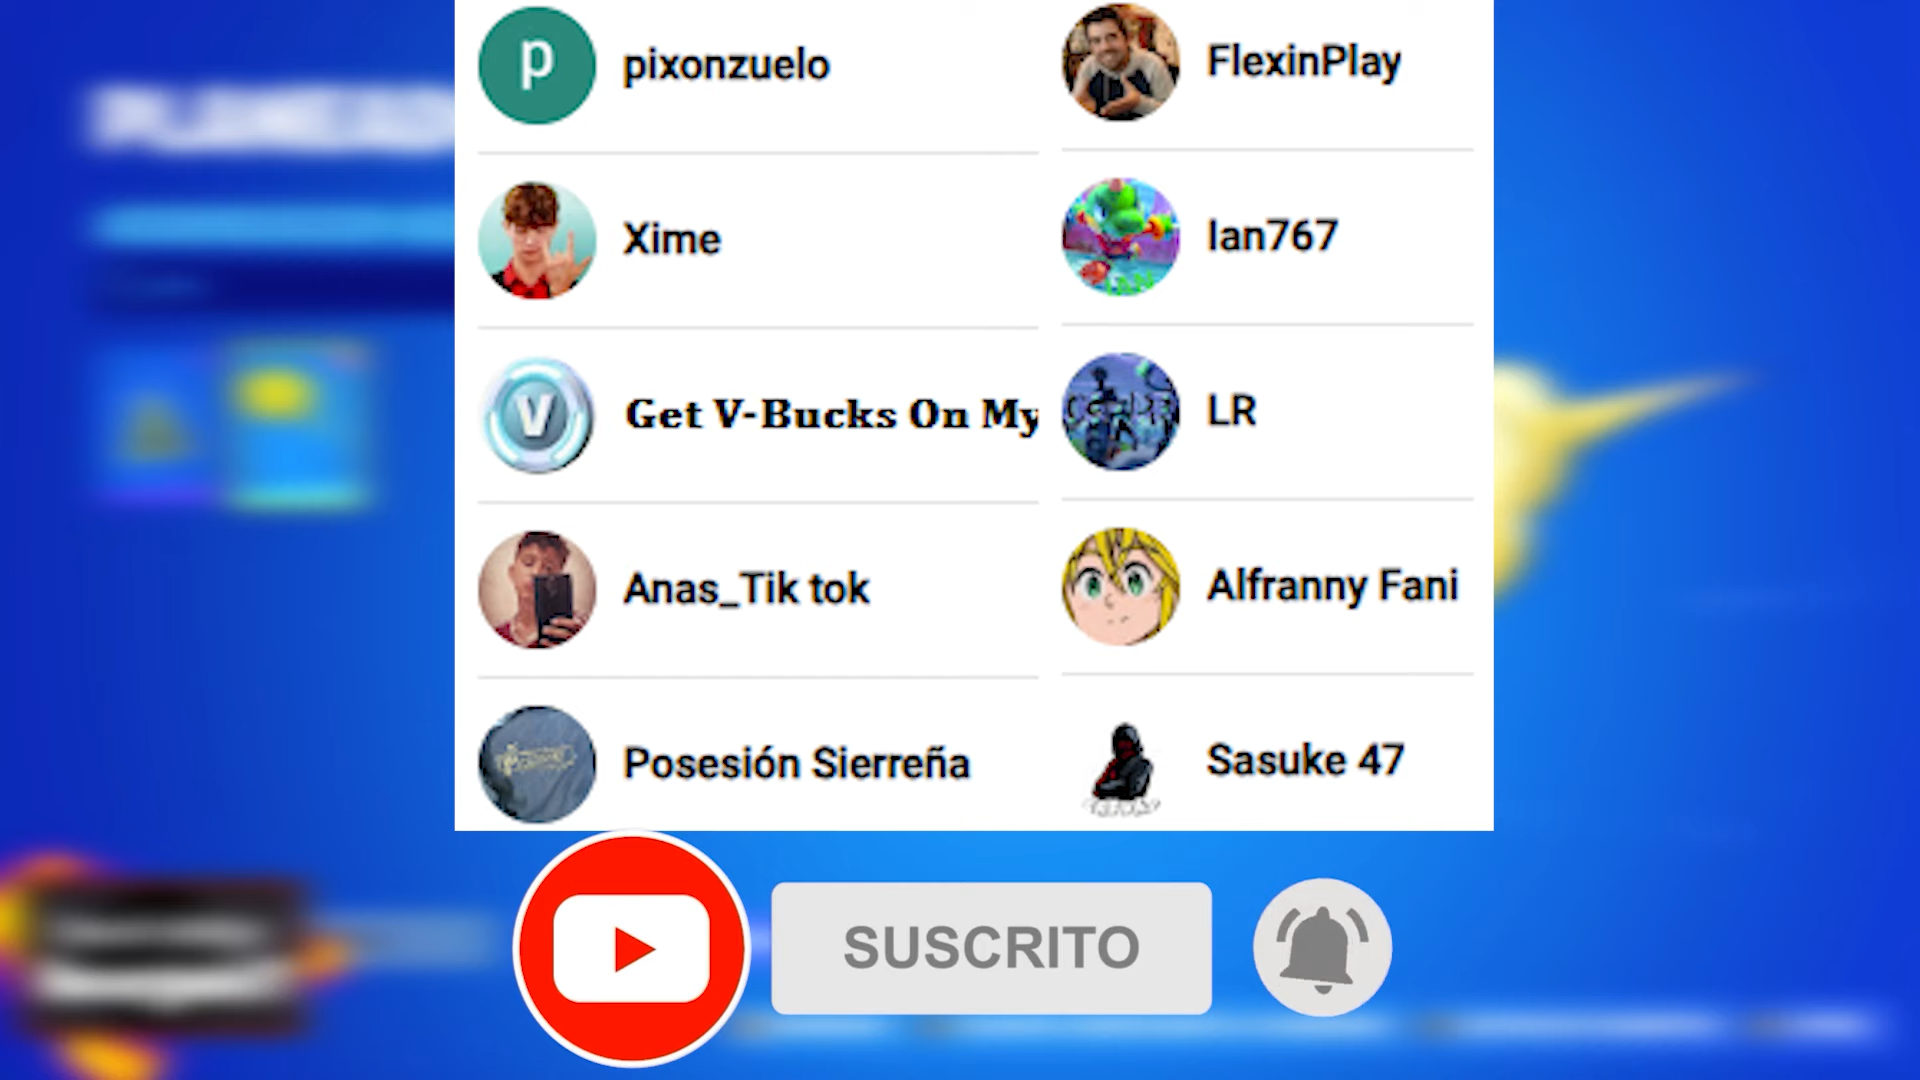 p
pixonzuelo
Xime
V
Get V-Bucks On My
Anas_Tik tok
Posesión Sierreña
FlexinPlay
Ian767
LR
Alfranny Fani
Sasuke 47
SUSCRITO